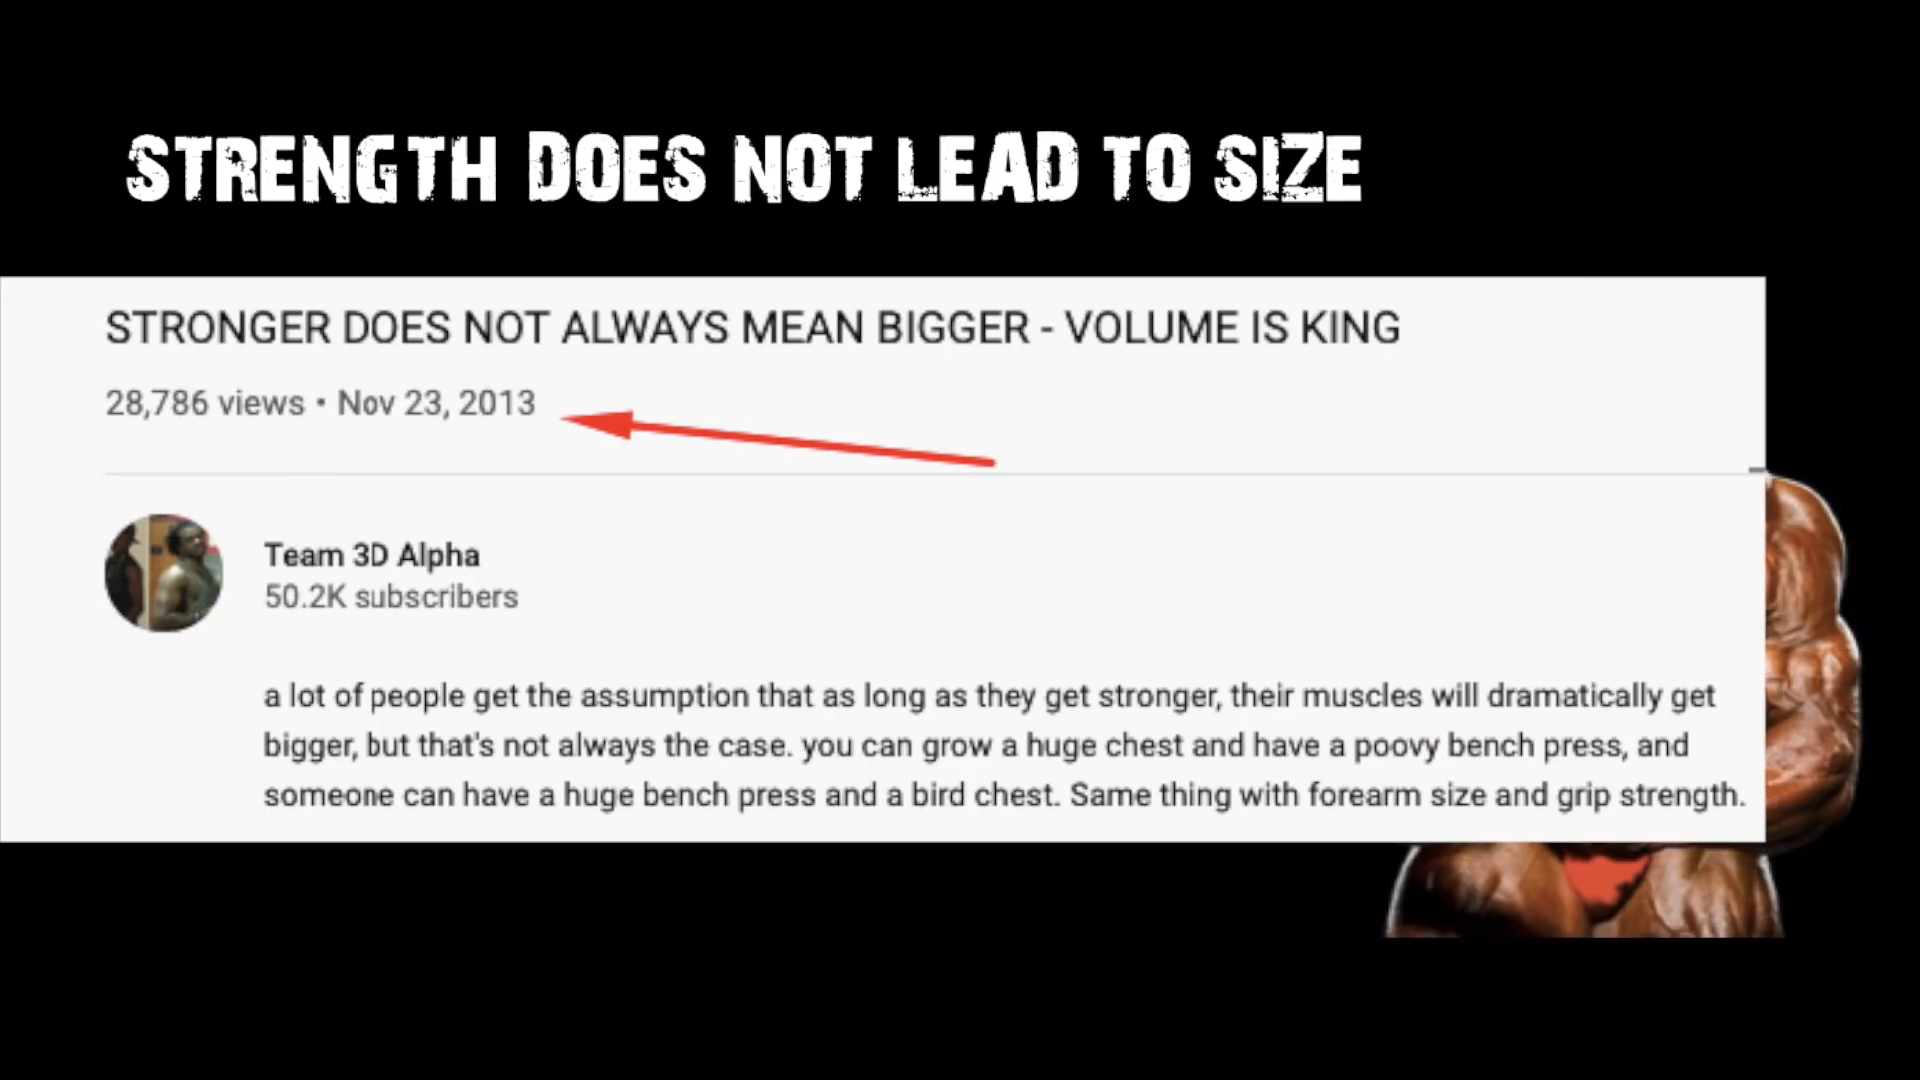 STRENGTH DOES NOT LEAD TO SIZE
STRONGER DOES NOT ALWAYS MEAN BIGGER - VOLUME IS KING
28,786 views • Nov 23, 2013
Team 3D Alpha
50.2K subscribers
a lot of people get the assumption that as long as they get stronger, their muscles will dramatically get
bigger, but that's not always the case. you can grow a huge chest and have a poovy bench press, and
someone can have a huge bench press and a bird chest. Same thing with forearm size and grip strength.